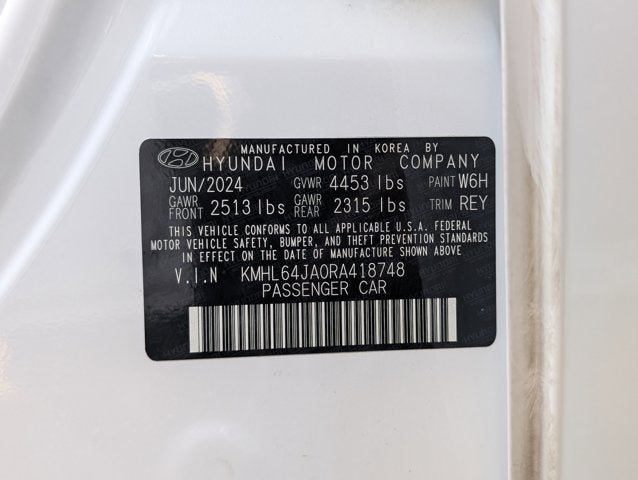 MANUFACTURED IN KOREA BY
HYUNDAI MOTOR COMPANY
JUN/2024 GVWR 4453 lbs PAINT W6H
GAWR FRONT 2513 lbs GAWR REAR 2315 lbs TRIM REY
THIS VEHICLE CONFORMS TO ALL APPLICABLE U.S.A. FEDERAL
MOTOR VEHICLE SAFETY, BUMPER, AND THEFT PREVENTION STANDARDS
IN EFFECT ON THE DATE OF MANUFACTURE SHOWN ABOVE
V.I.N KMHL64JA0RA418748
PASSENGER CAR